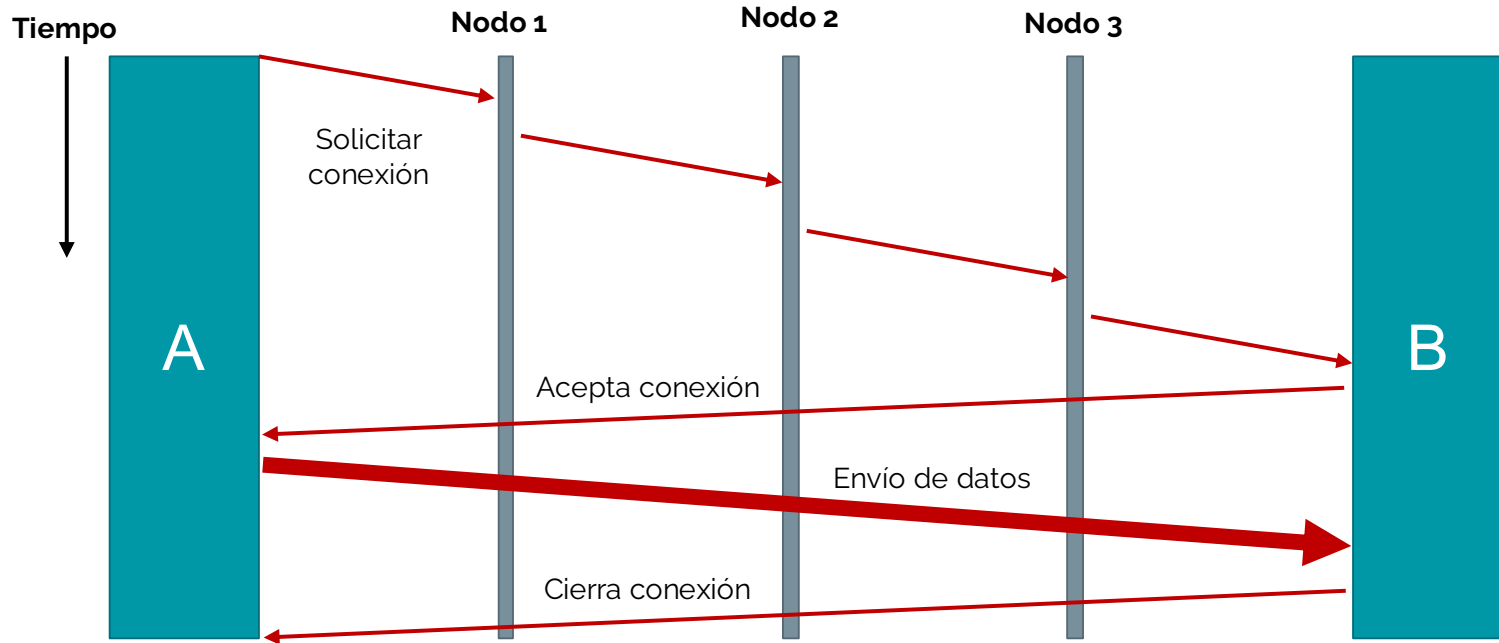 Tiempo
Nodo 1
Nodo 2
Nodo 3
Solicitar
conexión
A
B
Acepta conexión
Envío de datos
Cierra conexión